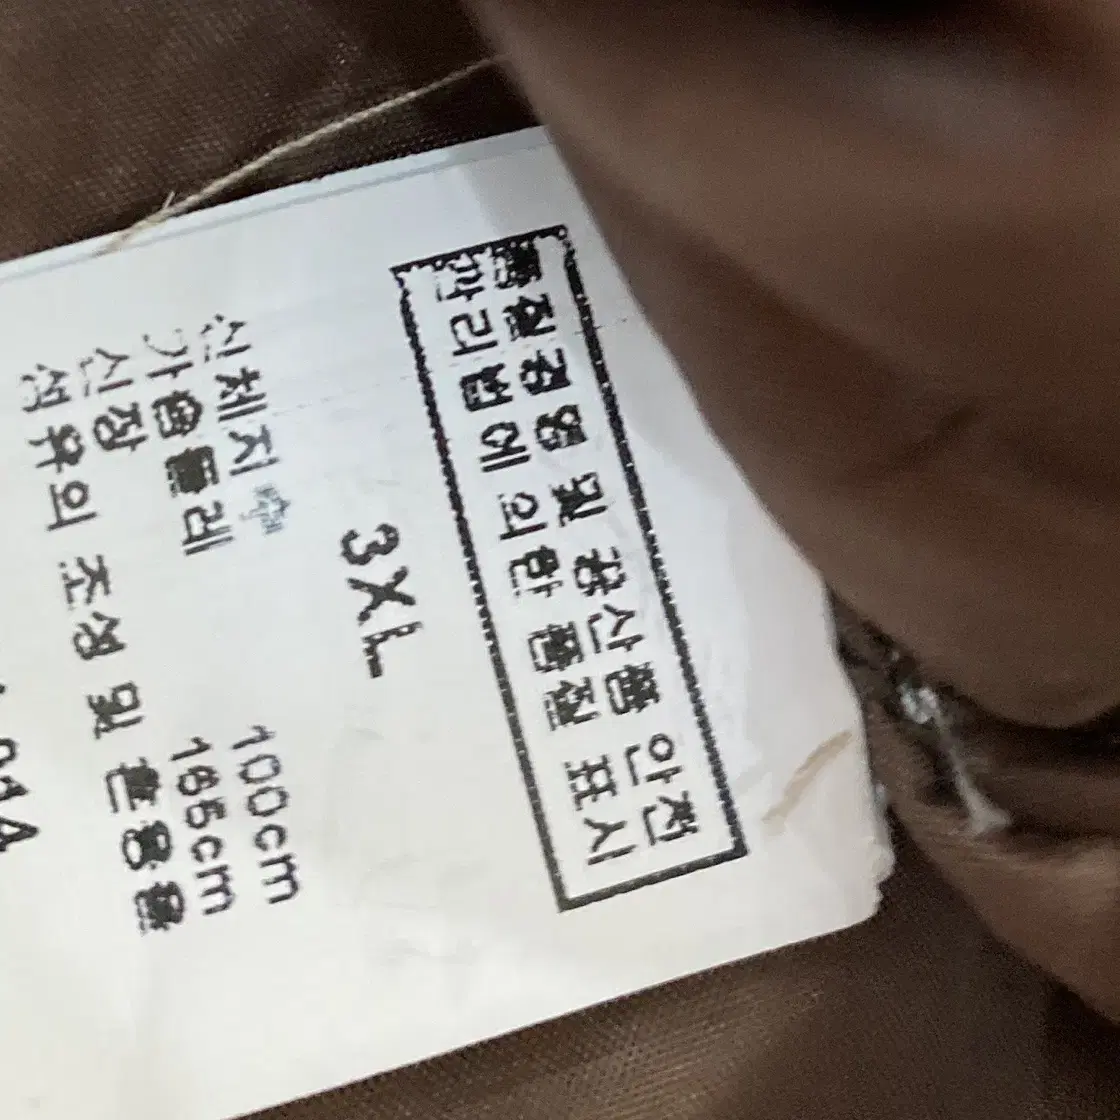 품질경영 및 공산품 안전
관리법에 의한 품질 표시
3XL
신체지수
가슴둘레 100cm
신장 185cm
섬유의 조성 및 혼용률